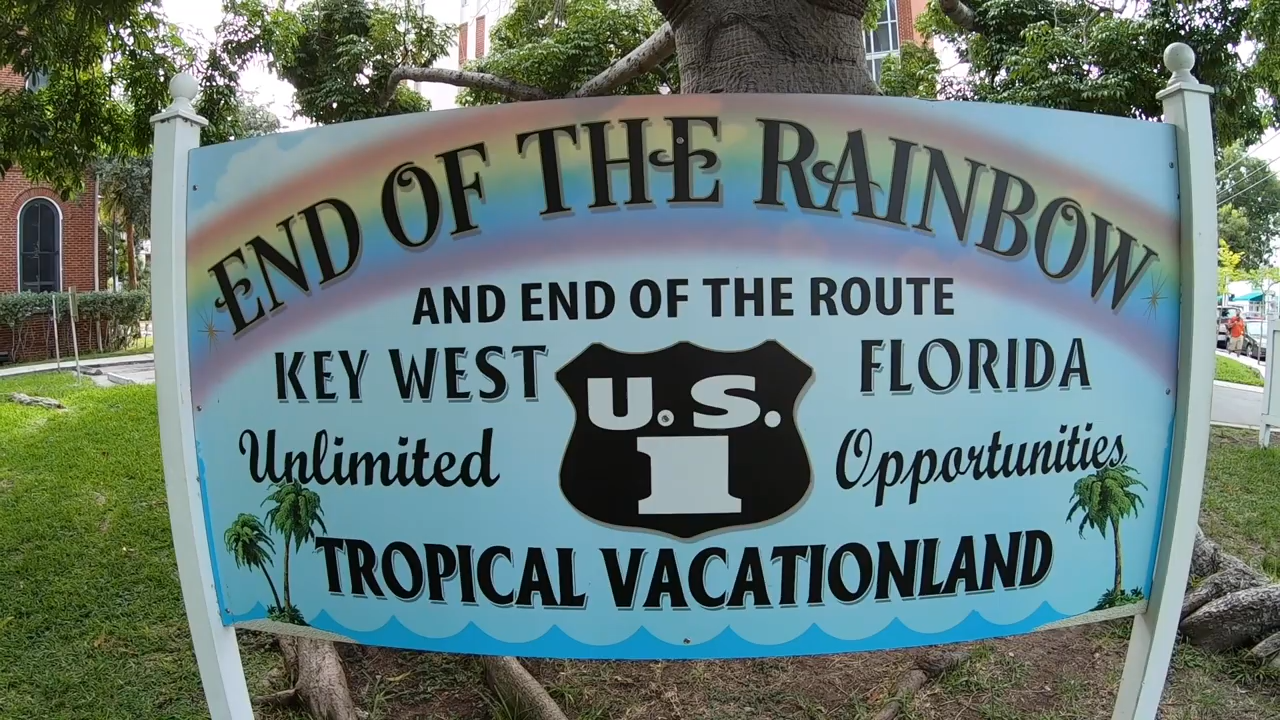 END OF THE RAINBOW
AND END OF THE ROUTE
KEY WEST FLORIDA
U.S.
1
Unlimited Opportunities
TROPICAL VACATIONLAND